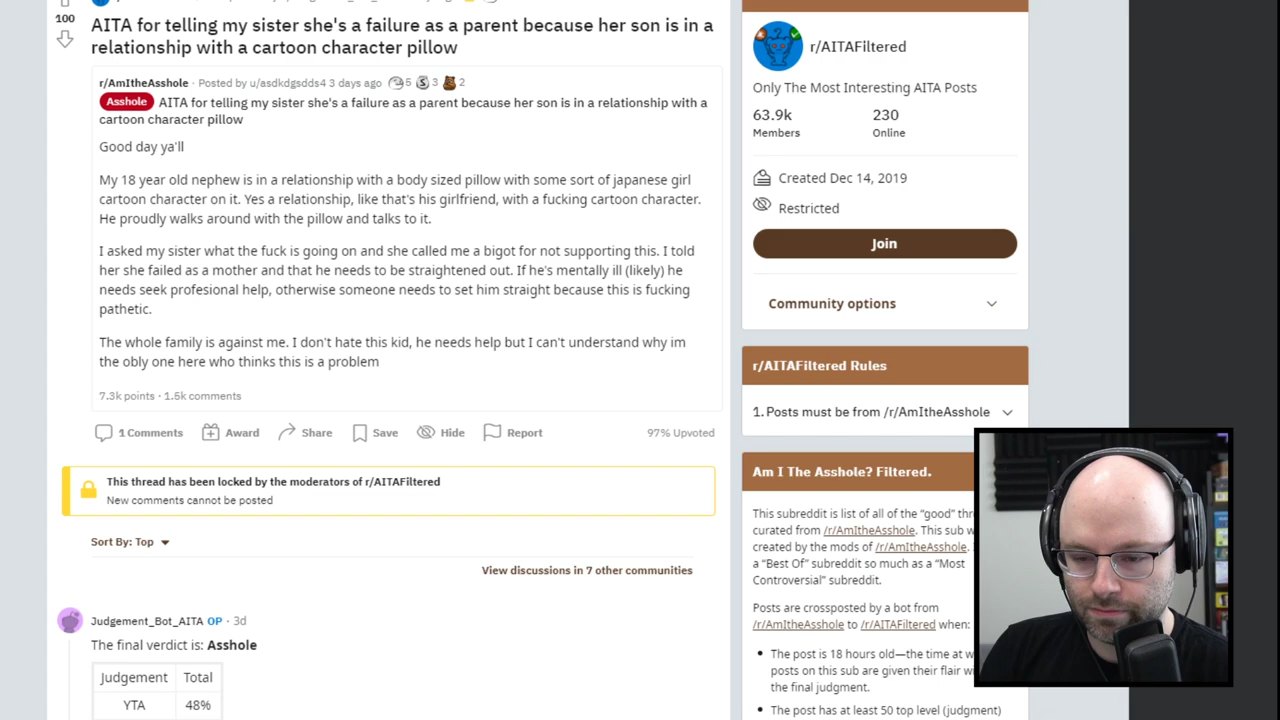 100
AITA for telling my sister she's a failure as a parent because her son is in a
relationship with a cartoon character pillow
r/AmItheAsshole · Posted by u/asdkdgsdds4 3 days ago 5 3 2
Asshole AITA for telling my sister she's a failure as a parent because her son is in a relationship with a
cartoon character pillow
Good day ya'll
My 18 year old nephew is in a relationship with a body sized pillow with some sort of japanese girl
cartoon character on it. Yes a relationship, like that's his girlfriend, with a fucking cartoon character.
He proudly walks around with the pillow and talks to it.
I asked my sister what the fuck is going on and she called me a bigot for not supporting this. I told
her she failed as a mother and that he needs to be straightened out. If he's mentally ill (likely) he
needs seek profesional help, otherwise someone needs to set him straight because this is fucking
pathetic.
The whole family is against me. I don't hate this kid, he needs help but I can't understand why im
the obly one here who thinks this is a problem
7.3k points · 1.5k comments
1 Comments Award Share Save Hide Report 97% Upvoted
This thread has been locked by the moderators of r/AITAFiltered
New comments cannot be posted
Sort By: Top
View discussions in 7 other communities
Judgement_Bot_AITA OP · 3d
The final verdict is: Asshole
Judgement Total
YTA 48%
r/AITAFiltered
Only The Most Interesting AITA Posts
63.9k 230
Members Online
Created Dec 14, 2019
Restricted
Join
Community options
r/AITAFiltered Rules
1. Posts must be from /r/AmItheAsshole
Am I The Asshole? Filtered.
This subreddit is list of all of the “good”
curated from /r/AmItheAsshole. This sub
created by the mods of /r/AmItheAsshole.
a “Best Of” subreddit so much as a “Most
Controversial” subreddit.
Posts are crossposted by a bot from
/r/AmItheAsshole to /r/AITAFiltered when:
The post is 18 hours old—the time at
posts on this sub are given their flair
the final judgment.
The post has at least 50 top level (judgment)